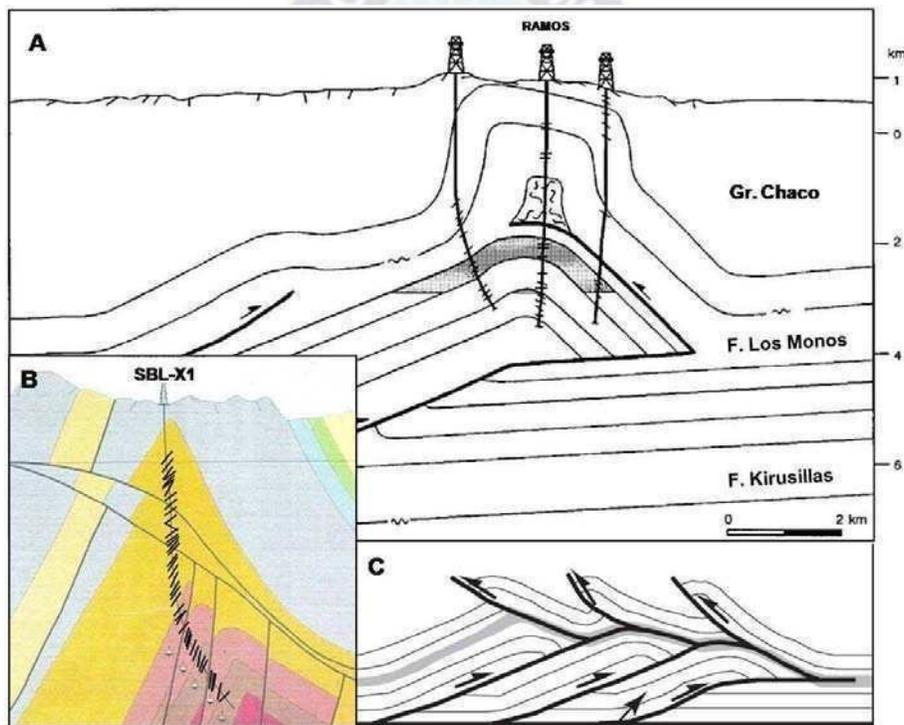 A
RAMOS
km
1
0
Gr. Chaco
2
F. Los Monos
4
B
SBL-X1
6
F. Kirusillas
0 2 km
C